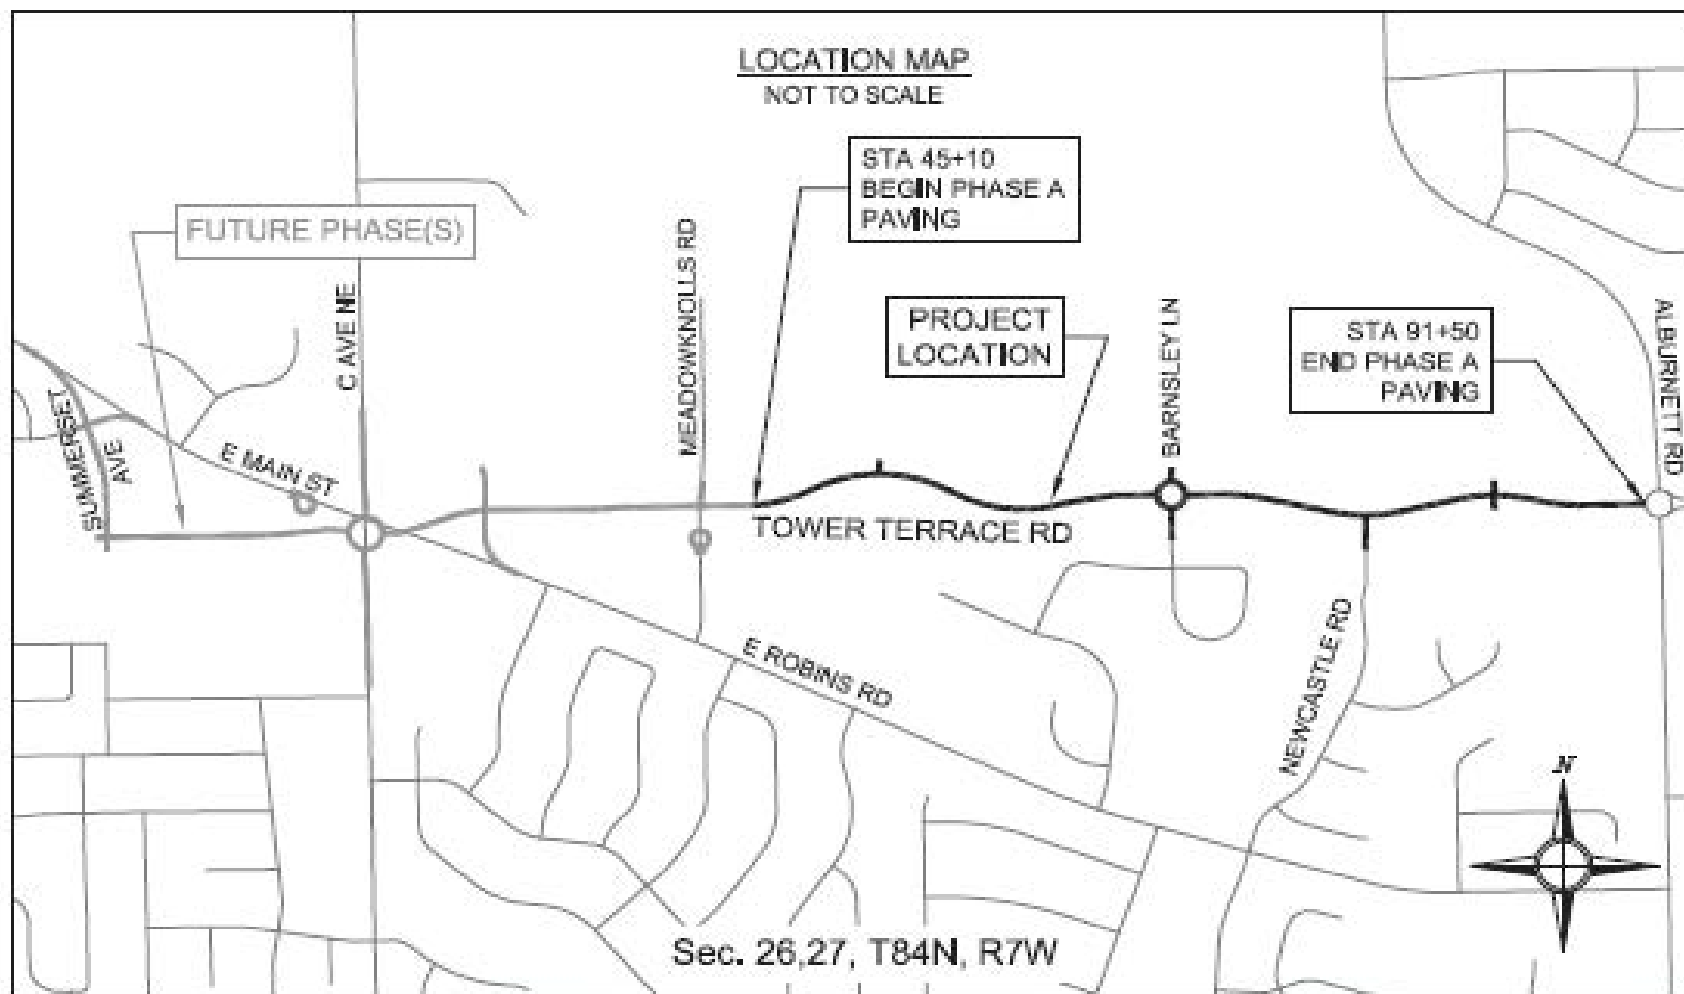 LOCATION MAP
NOT TO SCALE
STA 45+10
BEGIN PHASE A
PAVING
FUTURE PHASE(S)
MEADOWKNOLLS RD
C AVE NE
PROJECT
LOCATION
BARNSLEY LN
STA 91+50
END PHASE A
PAVING
ALBURNETT RD
SUMMERSET
AVE
E MAIN ST
TOWER TERRACE RD
E ROBINS RD
NEWCASTLE RD
N
Sec. 26,27, T84N, R7W